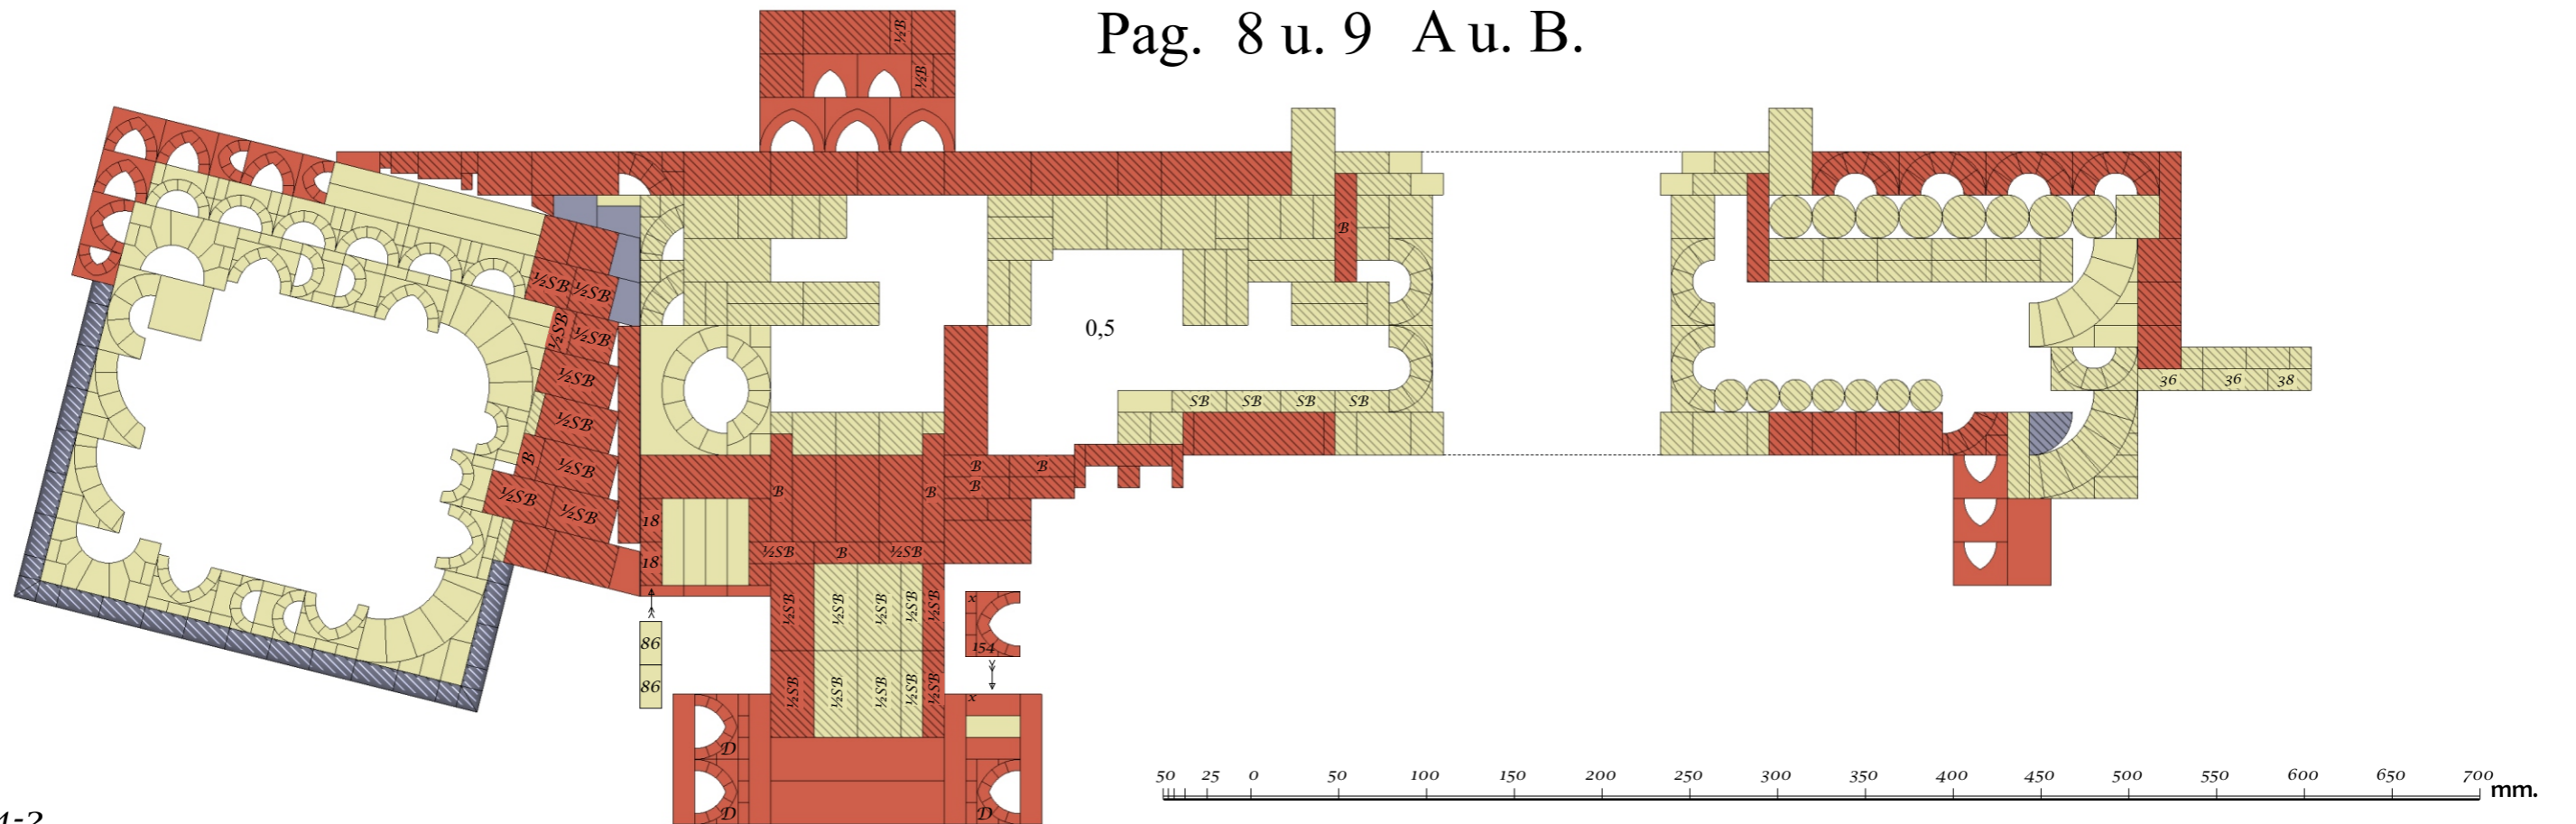 Pag. 8 u. 9 A u. B.
½B
½B
B
½SB ½SB
½SB ½SB
½SB
½SB
B ½SB
½SB ½SB
0,5
SB SB SB SB
36 36 38
B B
B B B
18
18
½SB B ½SB
½SB ½SB ½SB ½SB ½SB
x
154
86
86
½SB ½SB ½SB ½SB ½SB
x
D
D D
50 25 0 50 100 150 200 250 300 350 400 450 500 550 600 650 700 mm.